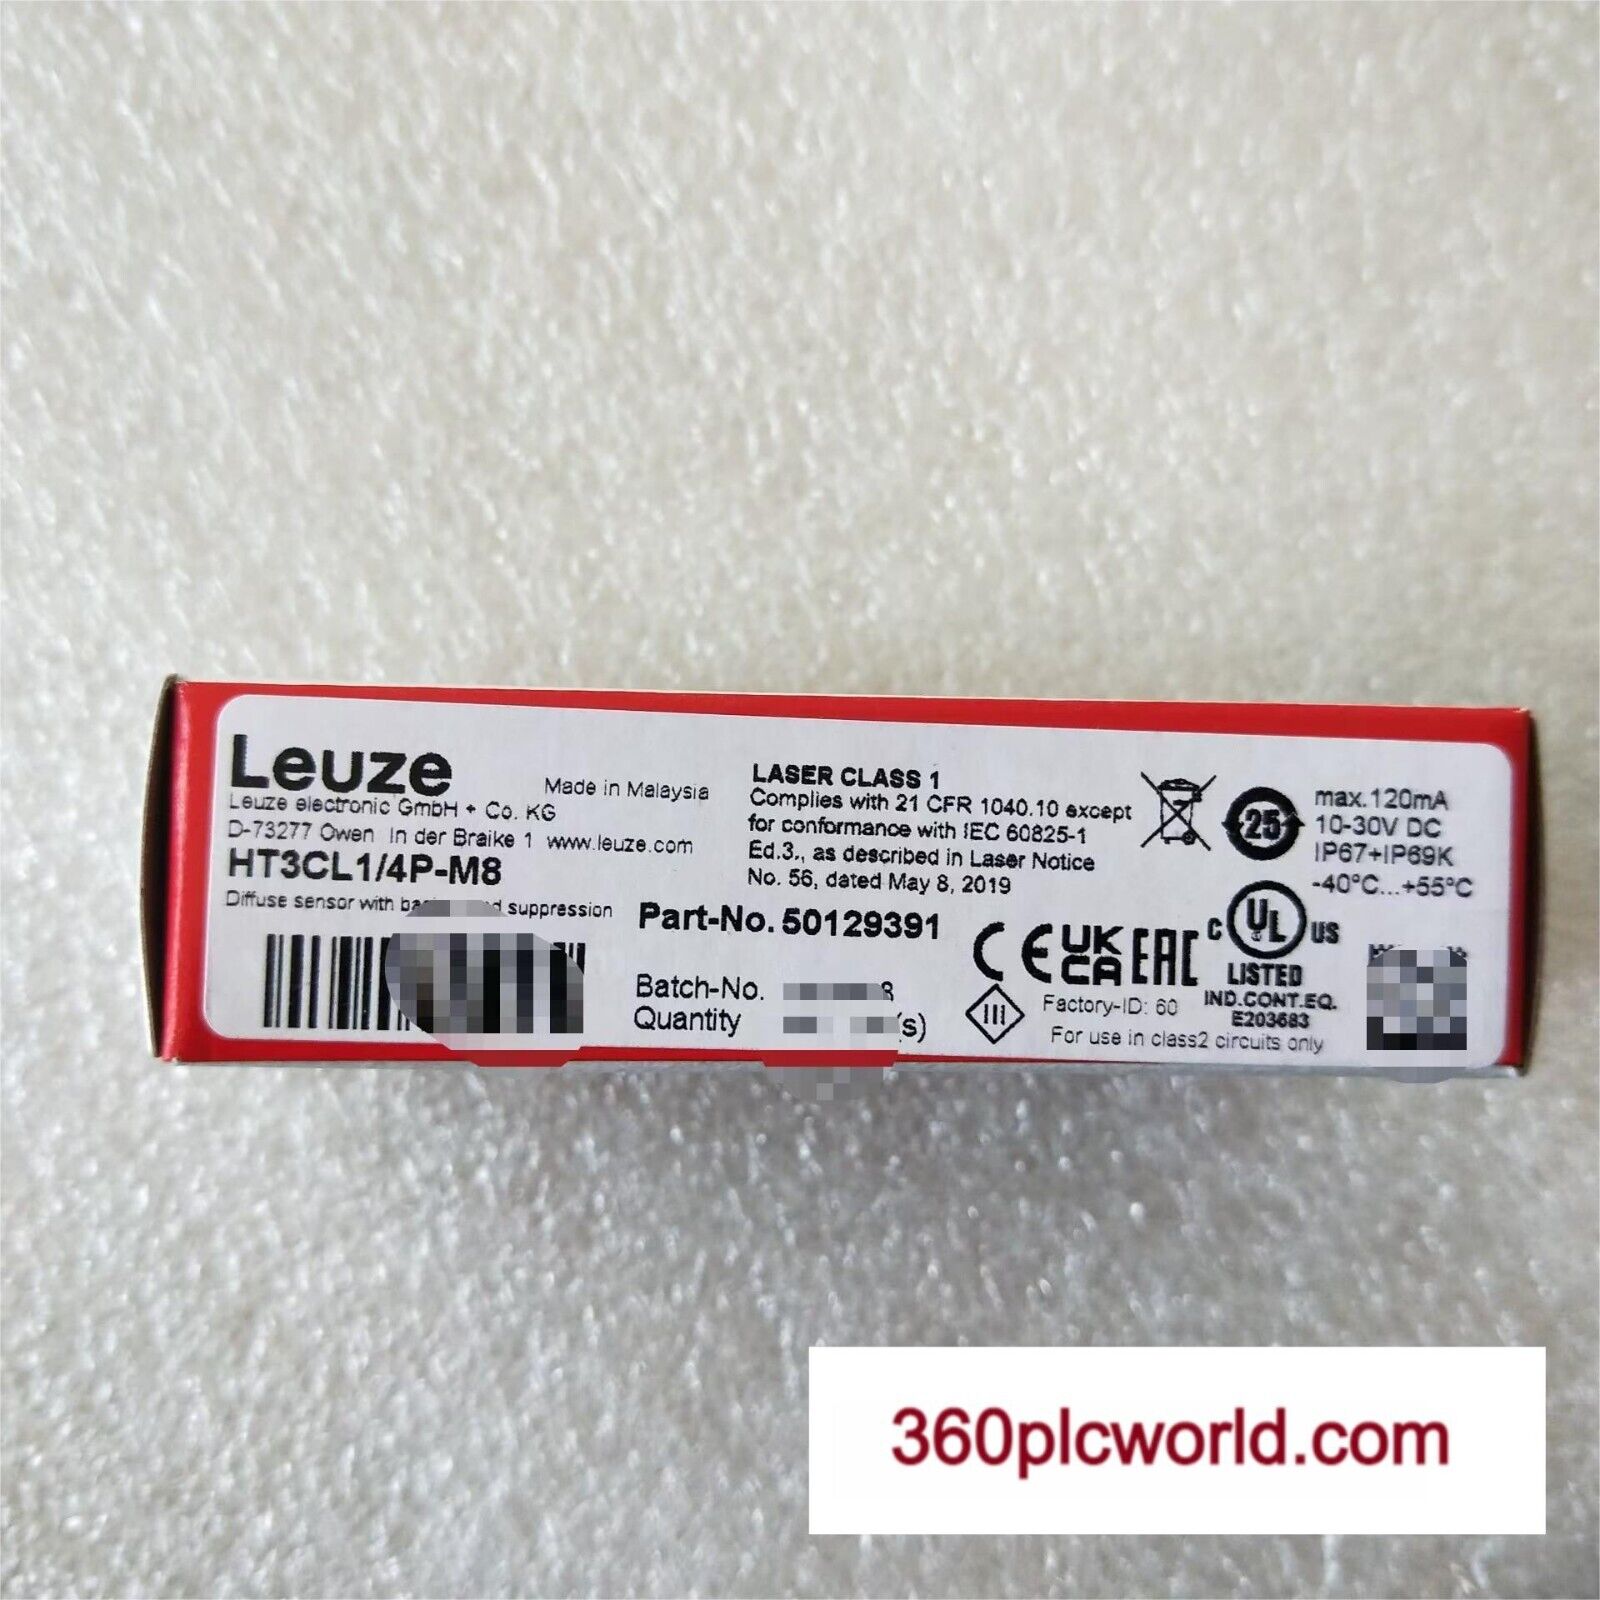 Leuze
Leuze electronic GmbH + Co. KG
Made in Malaysia
D-73277 Owen In der Braike 1 www.leuze.com
HT3CL1/4P-M8
Diffuse sensor with suppression
LASER CLASS 1
Complies with 21 CFR 1040.10 except
for conformance with IEC 60825-1
Ed.3., as described in Laser Notice
No. 56, dated May 8, 2019
Part-No. 50129391
Batch-No. 8
Quantity (s)
25
max.120mA
10-30V DC
IP67+IP69K
-40°C...+55°C
CE UK CA EAC
C UL US
LISTED
IND.CONT.EQ.
E203683
III
Factory-ID: 60
For use in class2 circuits only
360plcworld.com